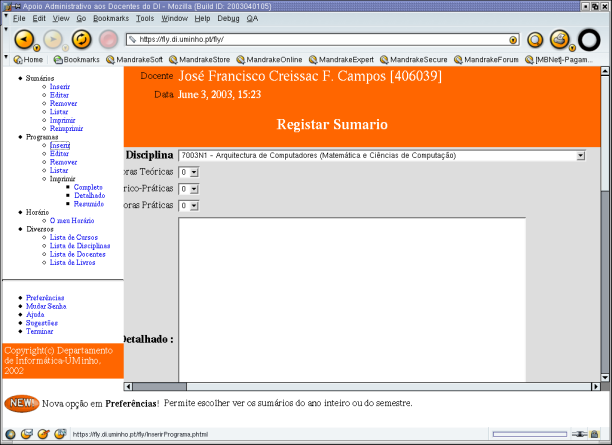 Apoio Administrativo aos Docentes do DI - Mozilla {Build ID: 2003040105}
File Edit View Go Bookmarks Tools Window Help Debug QA
https://fly.di.uminho.pt/fly/
Home Bookmarks MandrakeSoft MandrakeStore MandrakeOnline MandrakeExpert MandrakeSecure MandrakeForum [MBNet]-Pagam...
Sumários
Inserir
Editar
Remover
Listar
Imprimir
Reimprimir
Programas
Inserir
Editar
Remover
Listar
Imprimir
Completo
Detalhado
Resumido
Horário
O meu Horário
Diversos
Lista de Cursos
Lista de Disciplinas
Lista de Docentes
Lista de Livros
Preferências
Mudar Senha
Ajuda
Sugestões
Terminar
Copyright(c) Departamento
de Informática-UMinho,
2002
Docente José Francisco Creissac F. Campos [406039]
Data June 3, 2003, 15:23
Registar Sumario
Disciplina 7003N1 - Arquitectura de Computadores (Matemática e Ciências de Computação)
oras Teóricas 0
rico-Práticas 0
oras Práticas 0
Detalhado :
NEW! Nova opção em Preferências! Permite escolher ver os sumários do ano inteiro ou do semestre.
https://fly.di.uminho.pt/fly/InserirPrograma.phtml